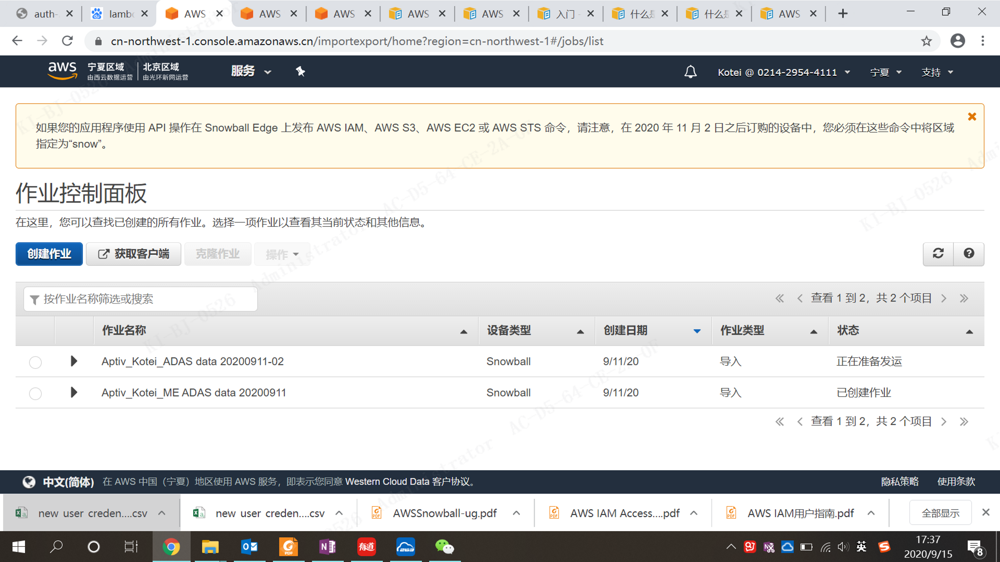 auth-
lamb
AWS
AWS
AWS
AWS
AWS
入门 -
什么是
什么是
AWS
cn-northwest-1.console.amazonaws.cn/importexport/home?region=cn-northwest-1#/jobs/list
aws
宁夏区域
由西云数据运营
北京区域
由光环新网运营
服务
Kotei @ 0214-2954-4111
宁夏
支持
如果您的应用程序使用 API 操作在 Snowball Edge 上发布 AWS IAM、AWS S3、AWS EC2 或 AWS STS 命令，请注意，在 2020 年 11 月 2 日之后订购的设备中，您必须在这些命令中将区域
指定为“snow”。
作业控制面板
在这里，您可以查找已创建的所有作业。选择一项作业以查看其当前状态和其他信息。
创建作业
获取客户端
克隆作业
操作
按作业名称筛选或搜索
查看 1 到 2，共 2 个项目
作业名称 设备类型 创建日期 作业类型 状态
Aptiv_Kotei_ADAS data 20200911-02 Snowball 9/11/20 导入 正在准备发运
Aptiv_Kotei_ME ADAS data 20200911 Snowball 9/11/20 导入 已创建作业
查看 1 到 2，共 2 个项目
中文(简体) 在 AWS 中国（宁夏）地区使用 AWS 服务，即表示您同意 Western Cloud Data 客户协议。
隐私策略 使用条款
new user creden....csv
new user creden....csv
AWSSnowball-ug.pdf
AWS IAM Access....pdf
AWS IAM用户指南.pdf
全部显示
有道
263
英
17:37
2020/9/15
8
KI-BJ-0526
Administrator
AC-D5-64-CE-2A-0F